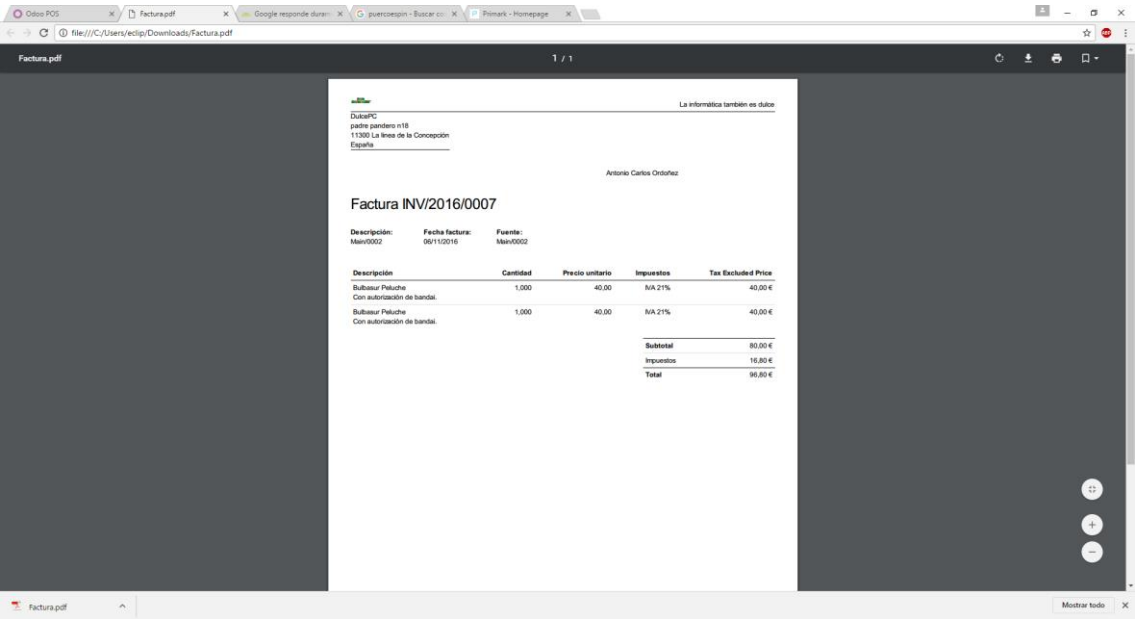 Odoo POS
Factura.pdf
Google responde duran
puercoespin - Buscar co
Primark - Homepage
file:///C:/Users/eclip/Downloads/Factura.pdf
Factura.pdf
1 / 1
La informática también es dulce
DulcePC
padre pandero n18
11300 La linea de la Concepción
España
Antonio Carlos Ordoñez
Factura INV/2016/0007
Descripción: Fecha factura: Fuente:
Main/0002 06/11/2016 Main/0002
Descripción Cantidad Precio unitario Impuestos Tax Excluded Price
Bulbasur Peluche 1,000 40,00 IVA 21% 40,00 €
Con autorización de bandai.
Bulbasur Peluche 1,000 40,00 IVA 21% 40,00 €
Con autorización de bandai.
Subtotal 80,00 €
Impuestos 16,80 €
Total 96,80 €
Factura.pdf
Mostrar todo